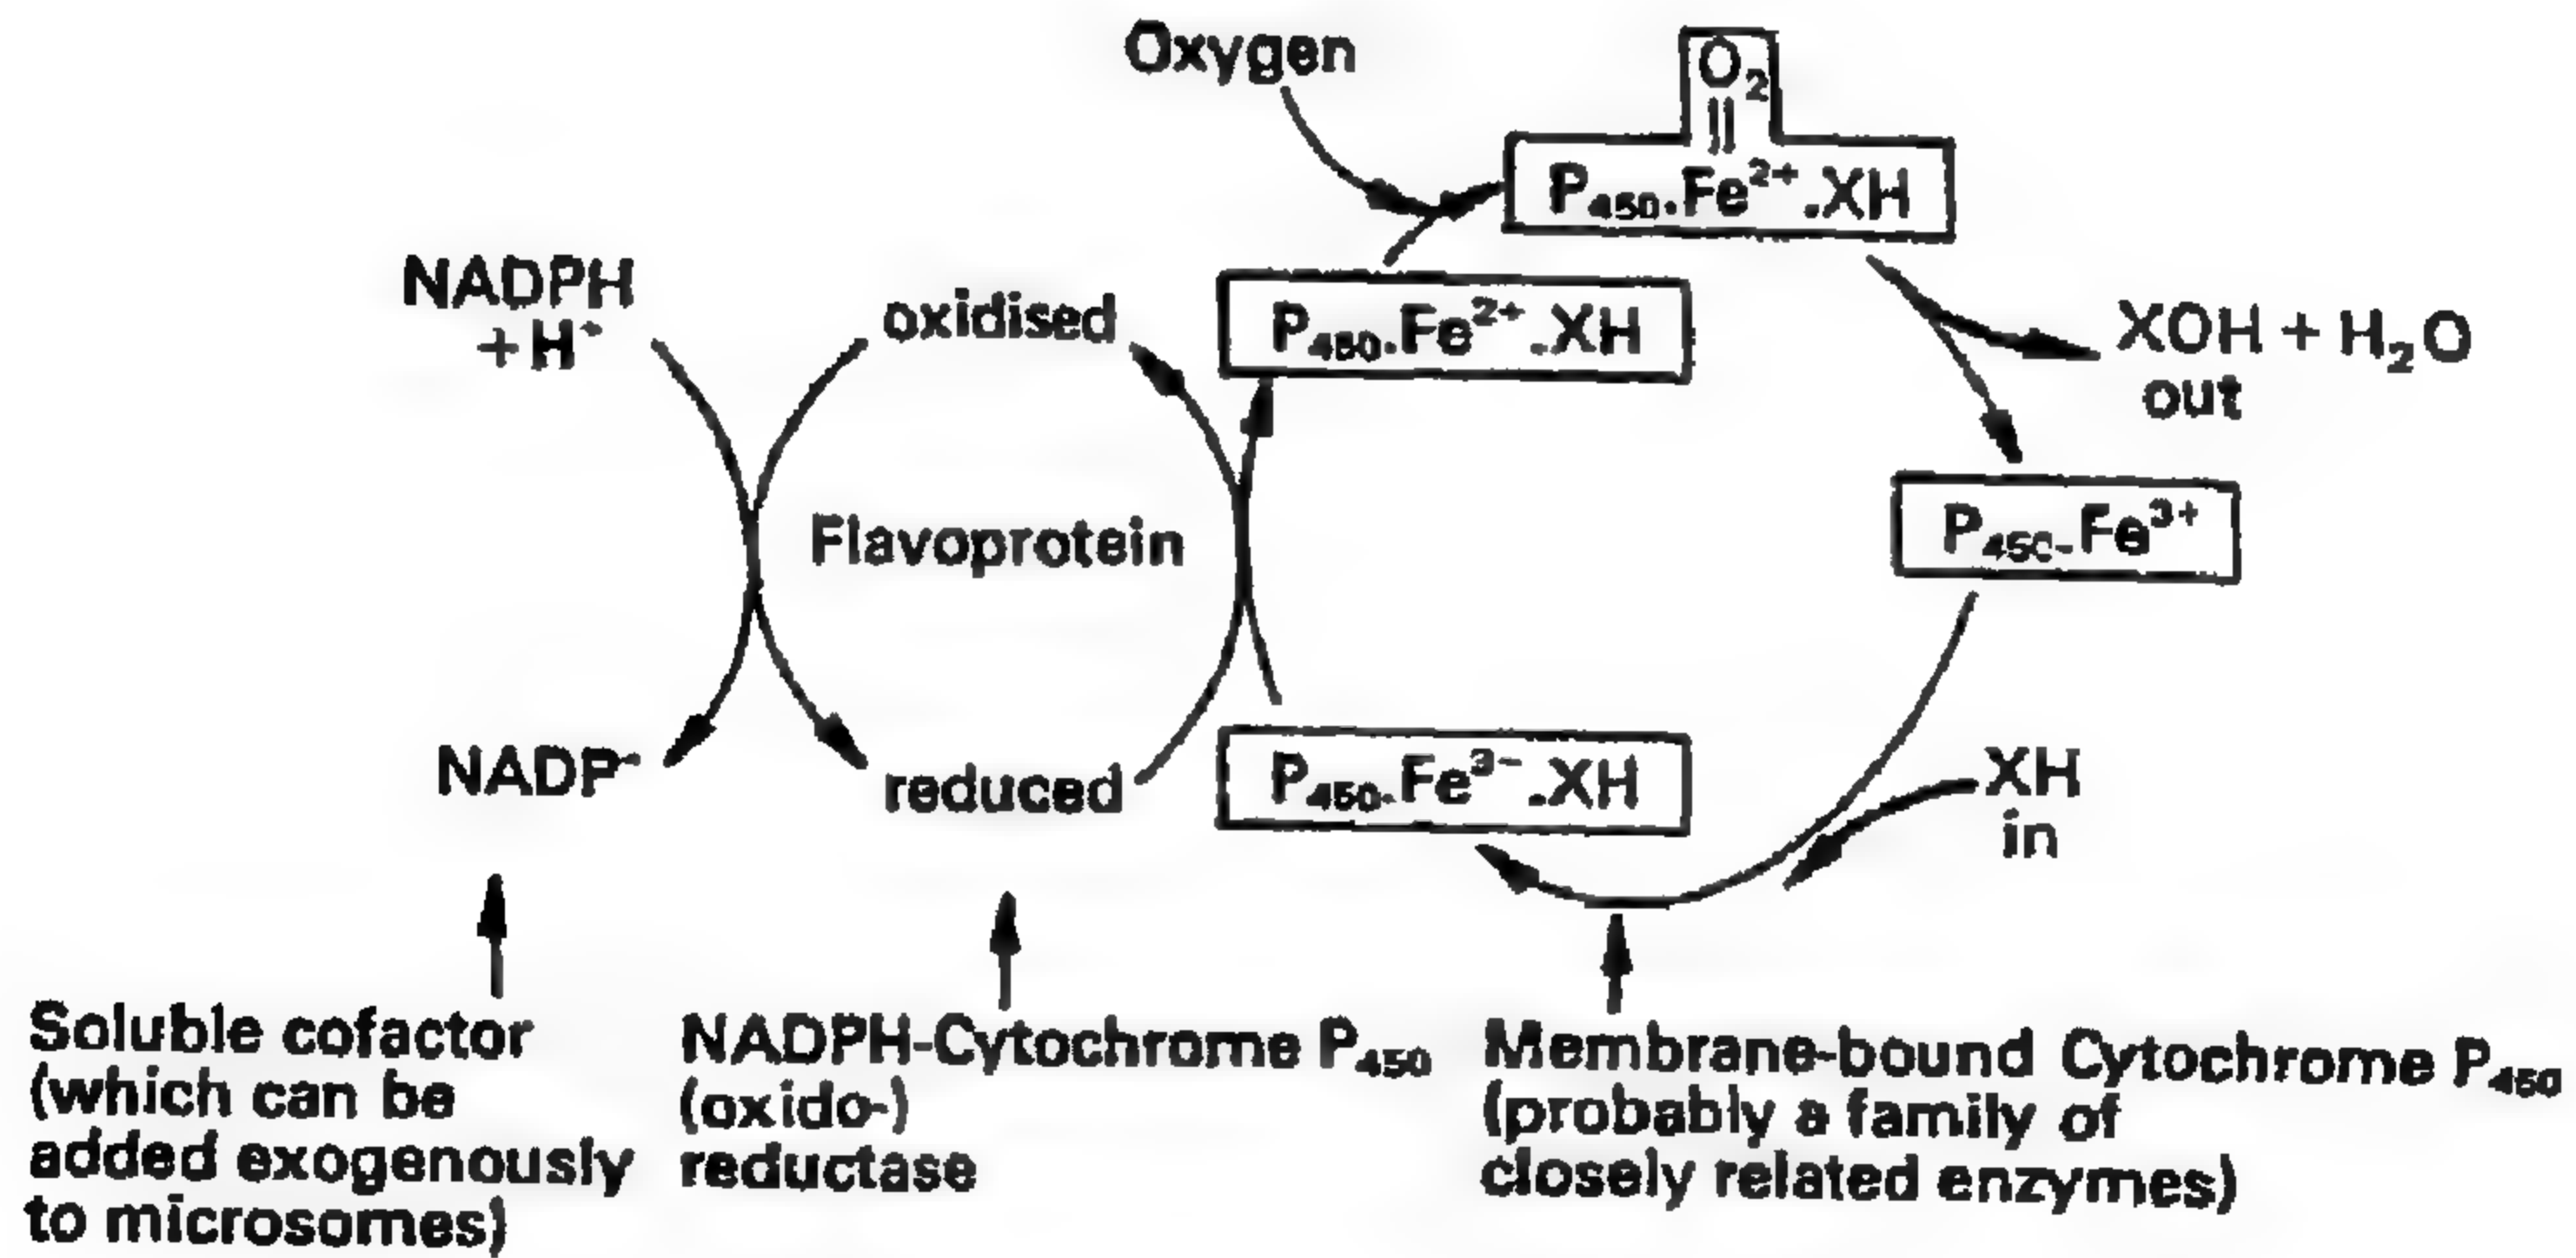 Oxygen
O₂
||
P₄₅₀.Fe²⁺.XH
NADPH
+H⁺
oxidised
P₄₅₀.Fe²⁺.XH
XOH + H₂O
out
Flavoprotein
P₄₅₀-Fe³⁺
NADP⁺
reduced
P₄₅₀.Fe³⁻.XH
XH
in
Soluble cofactor
(which can be
added exogenously
to microsomes)
NADPH-Cytochrome P₄₅₀
(oxido-)
reductase
Membrane-bound Cytochrome P₄₅₀
(probably a family of
closely related enzymes)